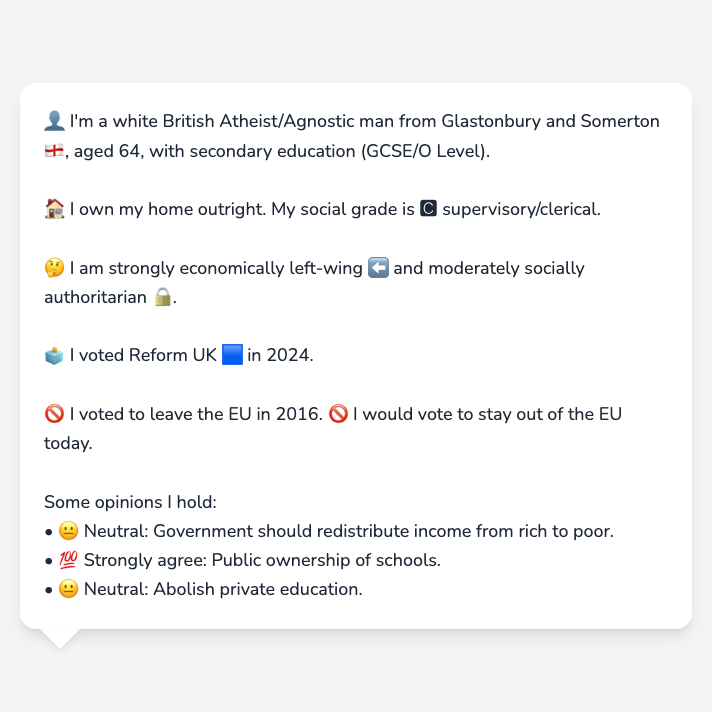 👤 I'm a white British Atheist/Agnostic man from Glastonbury and Somerton
🏴󠁧󠁢󠁥󠁮󠁧󠁿, aged 64, with secondary education (GCSE/O Level).
🏠 I own my home outright. My social grade is 🅲 supervisory/clerical.
🤔 I am strongly economically left-wing ⬅️ and moderately socially
authoritarian 🔒.
🗳️ I voted Reform UK 🟦 in 2024.
🚫 I voted to leave the EU in 2016. 🚫 I would vote to stay out of the EU
today.
Some opinions I hold:
• 😐 Neutral: Government should redistribute income from rich to poor.
• 💯 Strongly agree: Public ownership of schools.
• 😐 Neutral: Abolish private education.